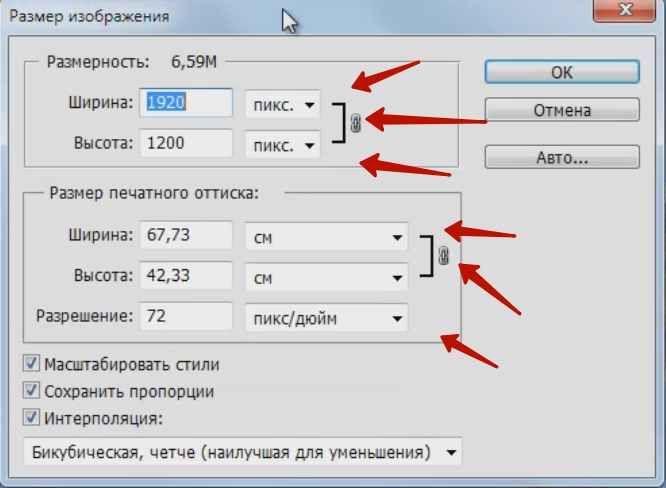 Размер изображения
Размерность: 6,59M
Ширина: 1920 пикс.
Высота: 1200 пикс.
OK
Отмена
Авто...
Размер печатного оттиска:
Ширина: 67,73 см
Высота: 42,33 см
Разрешение: 72 пикс/дюйм
Масштабировать стили
Сохранить пропорции
Интерполяция:
Бикубическая, четче (наилучшая для уменьшения)